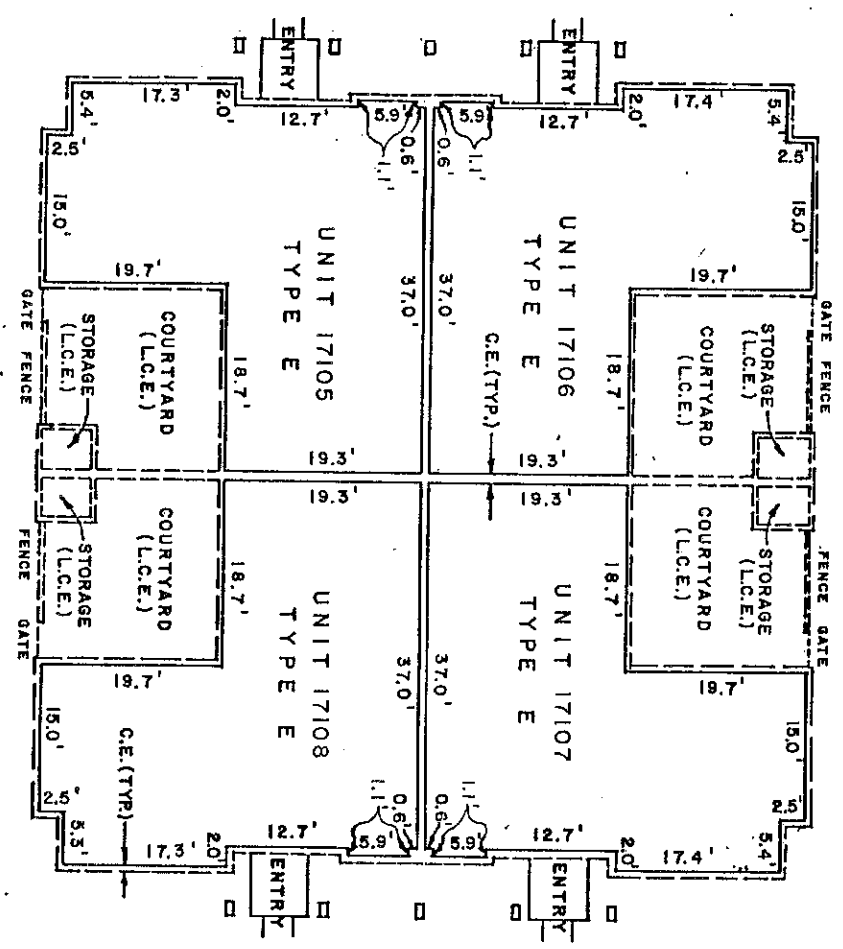 ENTRY
ENTRY
17.3'
2.0'
5.4'
2.5'
15.0'
12.7'
5.9'
0.6'
1.1'
5.9'
0.6'
1.1'
12.7'
2.0'
17.4'
5.4'
2.5'
15.0'
UNIT 17105
TYPE E
37.0'
37.0'
UNIT 17106
TYPE E
19.7'
19.7'
GATE FENCE
STORAGE
(L.C.E.)
COURTYARD
(L.C.E.)
18.7'
C.E. (TYP.)
18.7'
COURTYARD
(L.C.E.)
STORAGE
(L.C.E.)
GATE FENCE
19.3'
19.3'
19.3'
19.3'
FENCE GATE
STORAGE
(L.C.E.)
COURTYARD
(L.C.E.)
18.7'
18.7'
COURTYARD
(L.C.E.)
STORAGE
(L.C.E.)
FENCE GATE
19.7'
19.7'
UNIT 17108
TYPE E
37.0'
37.0'
UNIT 17107
TYPE E
15.0'
2.5'
5.3'
C.E. (TYP.)
17.3'
2.0'
12.7'
1.1'
5.9'
0.6'
0.6'
5.9'
1.1'
12.7'
2.0'
17.4'
5.4'
2.5'
15.0'
ENTRY
ENTRY